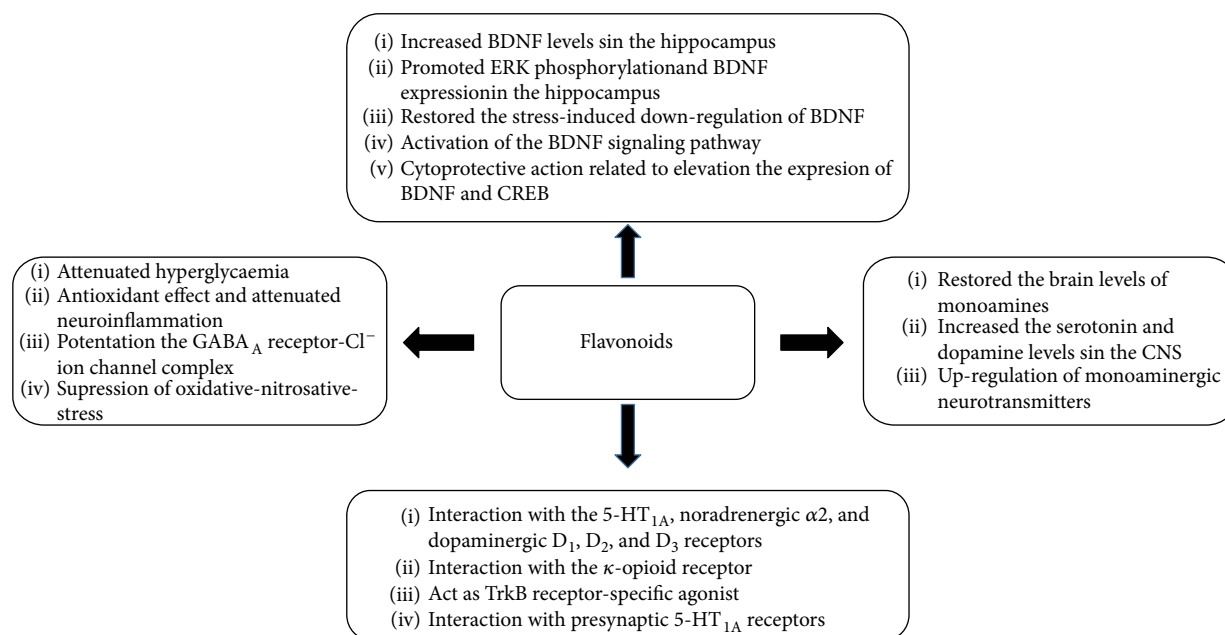 (i) Increased BDNF levels sin the hippocampus
(ii) Promoted ERK phosphorylationand BDNF
expressionin the hippocampus
(iii) Restored the stress-induced down-regulation of BDNF
(iv) Activation of the BDNF signaling pathway
(v) Cytoprotective action related to elevation the expresion of
BDNF and CREB
(i) Attenuated hyperglycaemia
(ii) Antioxidant effect and attenuated
neuroinflammation
(iii) Potentation the GABA_A receptor-Cl⁻
ion channel complex
(iv) Supression of oxidative-nitrosative-
stress
Flavonoids
(i) Restored the brain levels of
monoamines
(ii) Increased the serotonin and
dopamine levels sin the CNS
(iii) Up-regulation of monoaminergic
neurotransmitters
(i) Interaction with the 5-HT₁A, noradrenergic α2, and
dopaminergic D₁, D₂, and D₃ receptors
(ii) Interaction with the κ-opioid receptor
(iii) Act as TrkB receptor-specific agonist
(iv) Interaction with presynaptic 5-HT₁A receptors